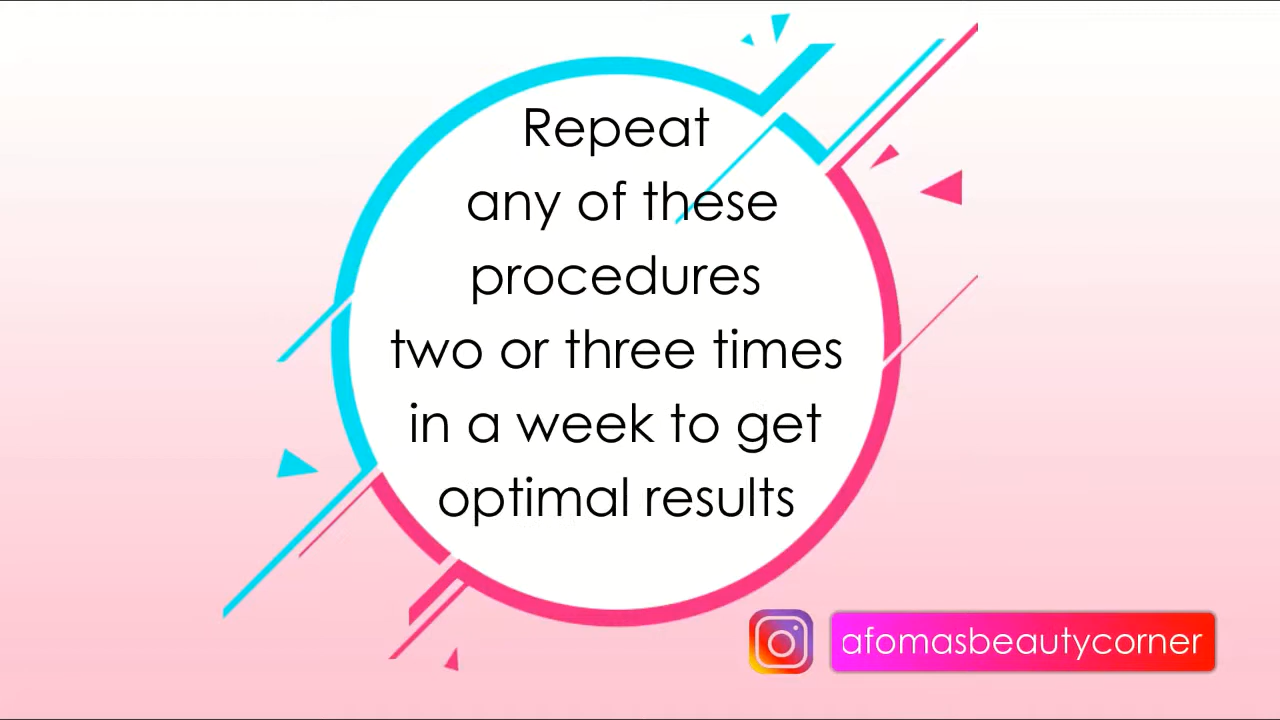 Repeat
any of these
procedures
two or three times
in a week to get
optimal results
afomasbeautycorner